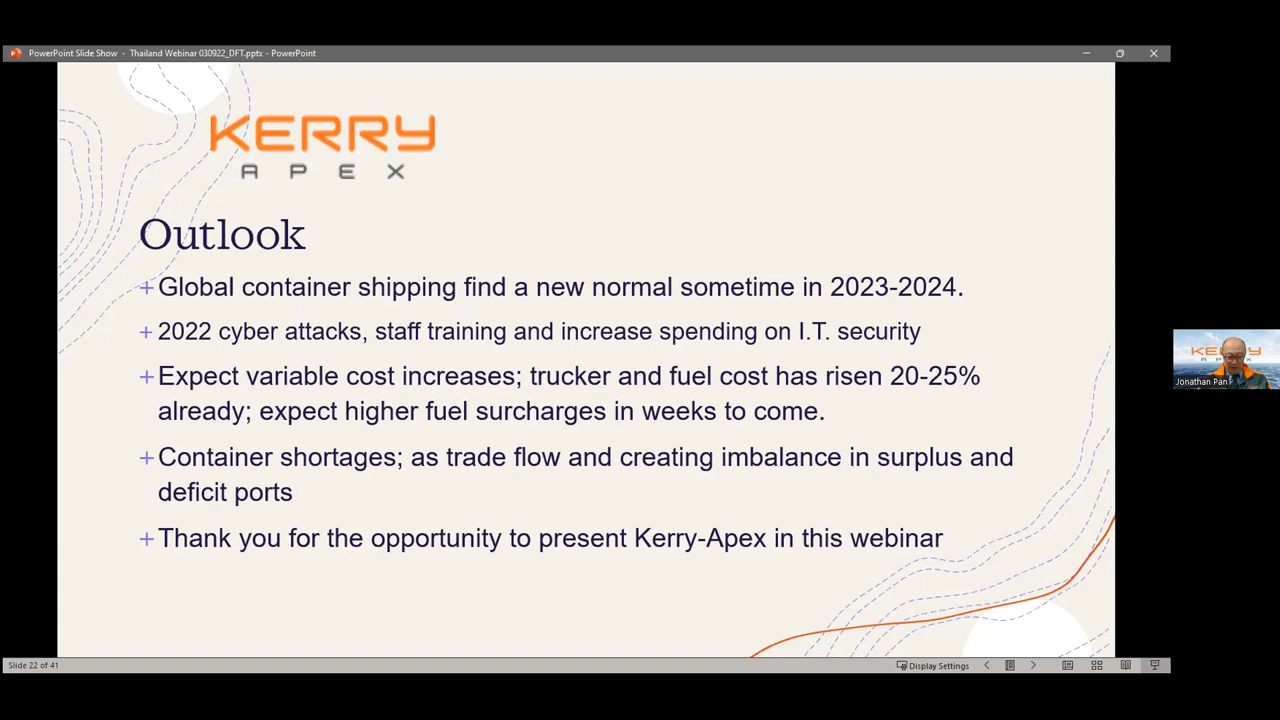 PowerPoint Slide Show - Thailand Webinar 030922_DFT.pptx - PowerPoint
KERRY
APEX
Outlook
+ Global container shipping find a new normal sometime in 2023-2024.
+ 2022 cyber attacks, staff training and increase spending on I.T. security
+ Expect variable cost increases; trucker and fuel cost has risen 20-25%
already; expect higher fuel surcharges in weeks to come.
+ Container shortages; as trade flow and creating imbalance in surplus and
deficit ports
+ Thank you for the opportunity to present Kerry-Apex in this webinar
KERRY
APEX
Jonathan Pan
Slide 22 of 41
Display Settings